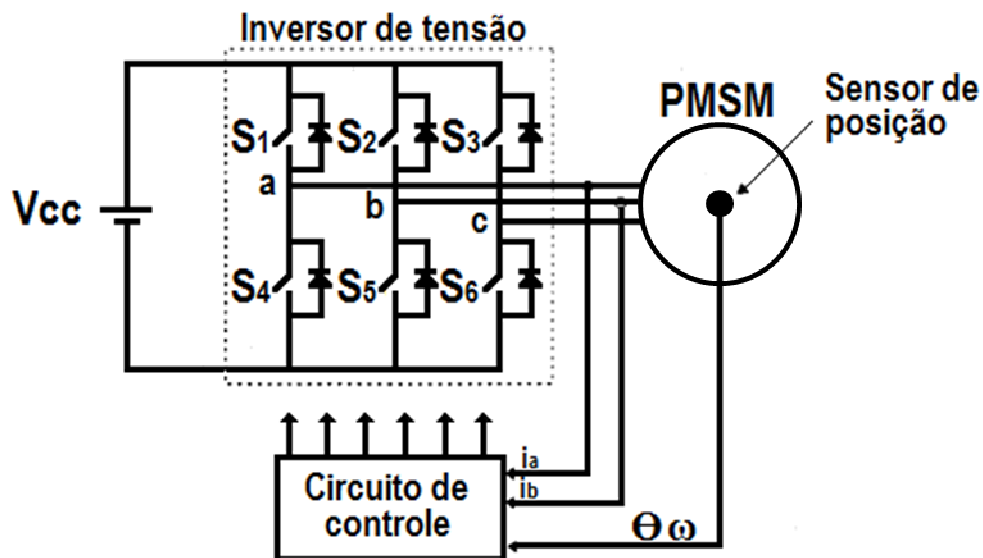 Inversor de tensão
PMSM
Sensor de
posição
S1
S2
S3
a
b
c
Vcc
S4
S5
S6
ia
ib
Circuito de
controle
Θ ω